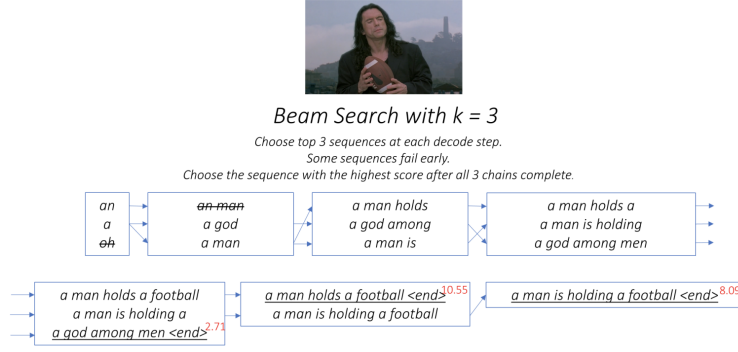 Beam Search with k = 3
Choose top 3 sequences at each decode step.
Some sequences fail early.
Choose the sequence with the highest score after all 3 chains complete.
an
a
oh
an man
a god
a man
a man holds
a god among
a man is
a man holds a
a man is holding
a god among men
a man holds a football
a man is holding a
a god among men <end> 2.71
a man holds a football <end> 10.55
a man is holding a football
a man is holding a football <end> 8.09